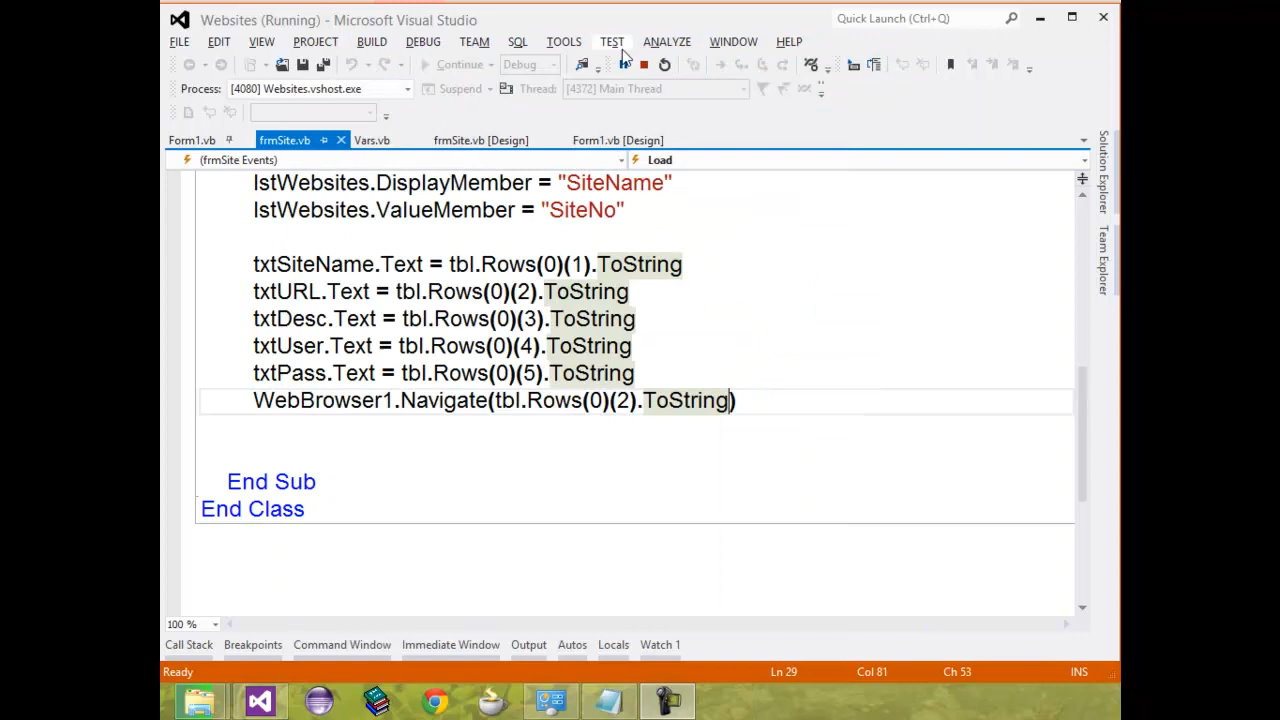 Websites (Running) - Microsoft Visual Studio
Quick Launch (Ctrl+Q)
FILE EDIT VIEW PROJECT BUILD DEBUG TEAM SQL TOOLS TEST ANALYZE WINDOW HELP
Continue Debug
Process: [4080] Websites.vshost.exe Suspend Thread: [4372] Main Thread
Form1.vb frmSite.vb Vars.vb frmSite.vb [Design] Form1.vb [Design]
(frmSite Events) Load
lstWebsites.DisplayMember = "SiteName"
lstWebsites.ValueMember = "SiteNo"
txtSiteName.Text = tbl.Rows(0)(1).ToString
txtURL.Text = tbl.Rows(0)(2).ToString
txtDesc.Text = tbl.Rows(0)(3).ToString
txtUser.Text = tbl.Rows(0)(4).ToString
txtPass.Text = tbl.Rows(0)(5).ToString
WebBrowser1.Navigate(tbl.Rows(0)(2).ToString)
End Sub
End Class
Solution Explorer
Team Explorer
100 %
Call Stack Breakpoints Command Window Immediate Window Output Autos Locals Watch 1
Ready Ln 29 Col 81 Ch 53 INS